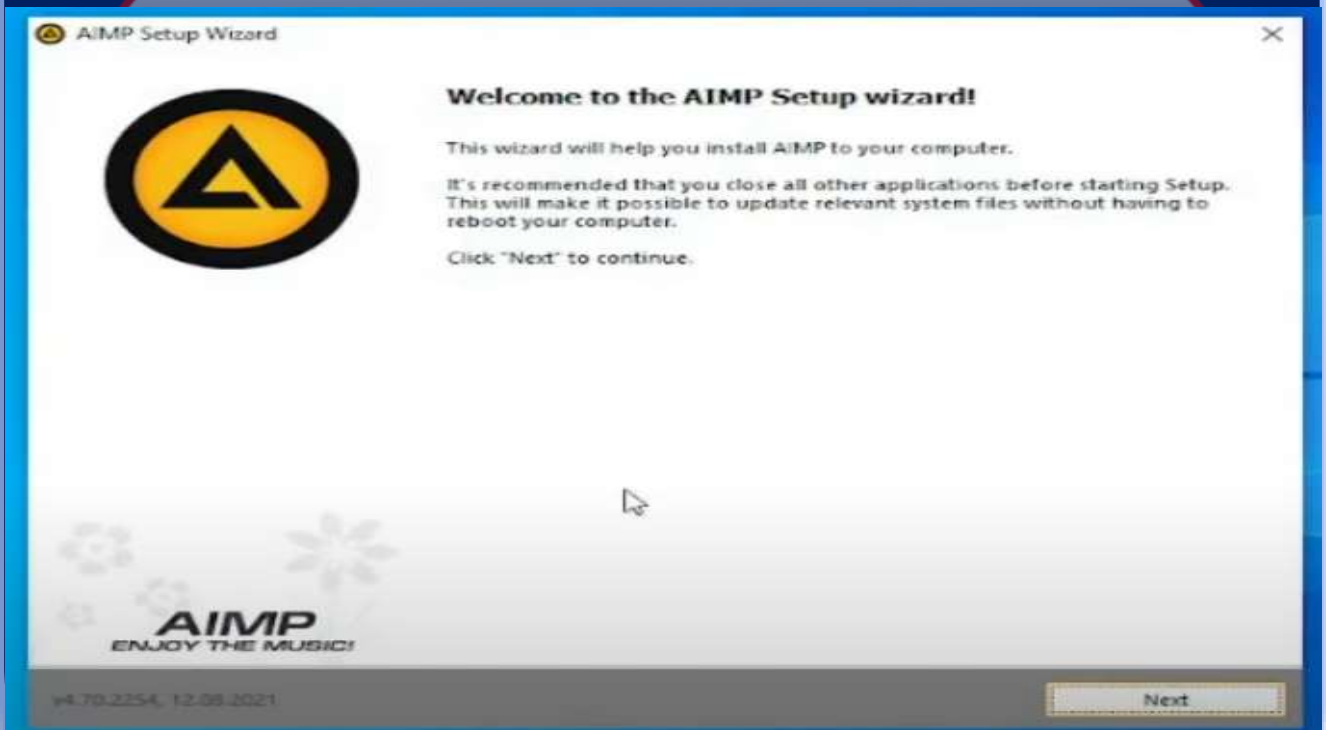 AIMP Setup Wizard
Welcome to the AIMP Setup wizard!
This wizard will help you install AIMP to your computer.
It's recommended that you close all other applications before starting Setup.
This will make it possible to update relevant system files without having to
reboot your computer.
Click "Next" to continue.
AIMP
ENJOY THE MUSIC!
v4.70.2254, 12.08.2021
Next